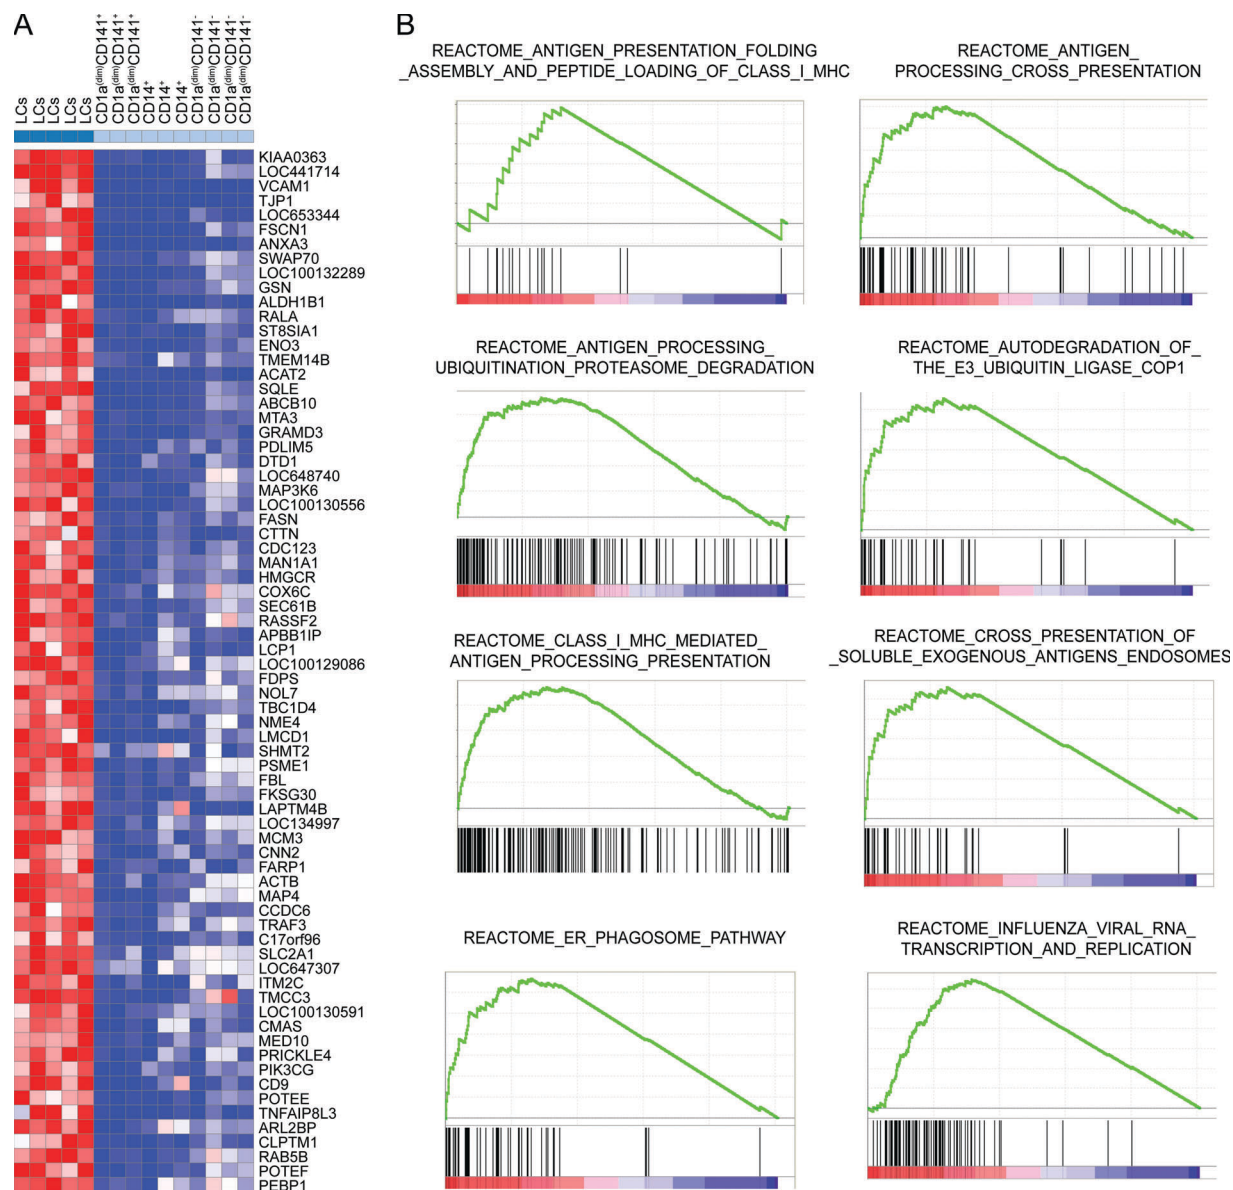 A
LCs
LCs
LCs
LCs
LCs
CD1a(dim)CD141+
CD1a(dim)CD141+
CD1a(dim)CD141+
CD14+
CD14+
CD14+
CD1a(dim)CD141-
CD1a(dim)CD141-
CD1a(dim)CD141-
CD1a(dim)CD141-
KIAA0363
LOC441714
VCAM1
TJP1
LOC653344
FSCN1
ANXA3
SWAP70
LOC100132289
GSN
ALDH1B1
RALA
ST8SIA1
ENO3
TMEM14B
ACAT2
SQLE
ABCB10
MTA3
GRAMD3
PDLIM5
DTD1
LOC648740
MAP3K6
LOC100130556
FASN
CTTN
CDC123
MAN1A1
HMGCR
COX6C
SEC61B
RASSF2
APBB1IP
LCP1
LOC100129086
FDPS
NOL7
TBC1D4
NME4
LMCD1
SHMT2
PSME1
FBL
FKSG30
LAPTM4B
LOC134997
MCM3
CNN2
FARP1
ACTB
MAP4
CCDC6
TRAF3
C17orf96
SLC2A1
LOC647307
ITM2C
TMCC3
LOC100130591
CMAS
MED10
PRICKLE4
PIK3CG
CD9
POTEE
TNFAIP8L3
ARL2BP
CLPTM1
RAB5B
POTEF
PEBP1
B
REACTOME_ANTIGEN_PRESENTATION_FOLDING
_ASSEMBLY_AND_PEPTIDE_LOADING_OF_CLASS_I_MHC
REACTOME_ANTIGEN_
PROCESSING_CROSS_PRESENTATION
REACTOME_ANTIGEN_PROCESSING_
UBIQUITINATION_PROTEASOME_DEGRADATION
REACTOME_AUTODEGRADATION_OF_
THE_E3_UBIQUITIN_LIGASE_COP1
REACTOME_CLASS_I_MHC_MEDIATED_
ANTIGEN_PROCESSING_PRESENTATION
REACTOME_CROSS_PRESENTATION_OF
_SOLUBLE_EXOGENOUS_ANTIGENS_ENDOSOMES
REACTOME_ER_PHAGOSOME_PATHWAY
REACTOME_INFLUENZA_VIRAL_RNA_
TRANSCRIPTION_AND_REPLICATION